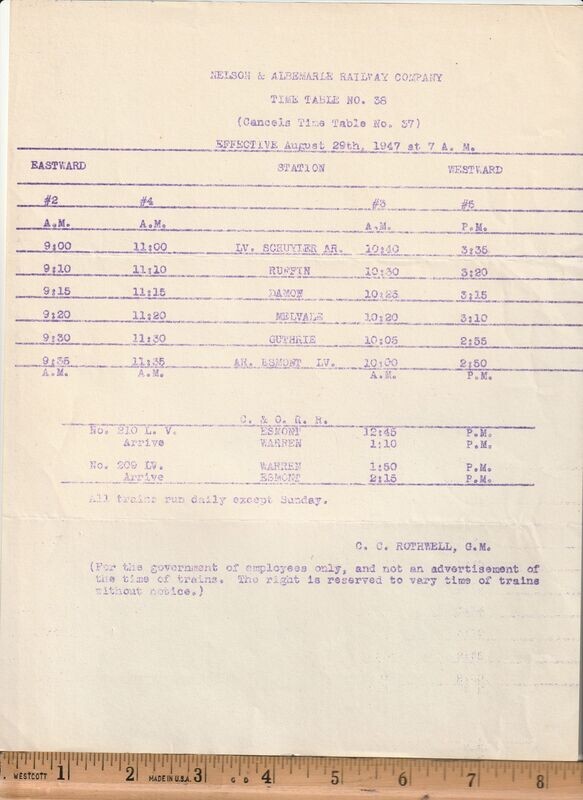 NELSON & ALBEMARLE RAILWAY COMPANY
TIME TABLE NO. 38
(Cancels Time Table No. 37)
EFFECTIVE August 29th, 1947 at 7 A. M.
EASTWARD STATION WESTWARD
#2 #4 #3 #5
A.M. A.M. A.M. P.M.
9:00 11:00 LV. SCHUYLER AR. 10:40 3:35
9:10 11:10 RUFFIN 10:30 3:20
9:15 11:15 DAMON 10:25 3:15
9:20 11:20 MELVALE 10:20 3:10
9:30 11:30 GUTHRIE 10:05 2:55
9:35 11:35 AR. ESMONT LV. 10:00 2:50
A.M. A.M. A.M. P.M.
C. & O. R. R.
No. 210 L. V. ESMONT 12:45 P.M.
Arrive WARREN 1:10 P.M.
No. 209 LV. WARREN 1:50 P.M.
Arrive ESMONT 2:15 P.M.
All trains run daily except Sunday.
C. C. ROTHWELL, G.M.
(For the government of employees only, and not an advertisement of
the time of trains. The right is reserved to vary time of trains
without notice.)
WESTCOTT 1 2 MADE IN U.S.A. 3 4 5 6 7 8